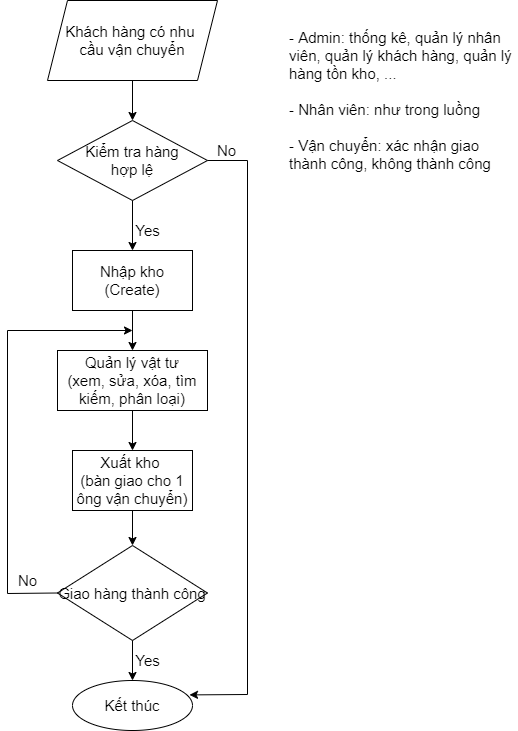 Khách hàng có nhu
cầu vận chuyển
- Admin: thống kê, quản lý nhân
viên, quản lý khách hàng, quản lý
hàng tồn kho, ...
- Nhân viên: như trong luồng
- Vận chuyển: xác nhận giao
thành công, không thành công
Kiểm tra hàng
hợp lệ
No
Yes
Nhập kho
(Create)
Quản lý vật tư
(xem, sửa, xóa, tìm
kiếm, phân loại)
Xuất kho
(bàn giao cho 1
ông vận chuyển)
No
Giao hàng thành công
Yes
Kết thúc